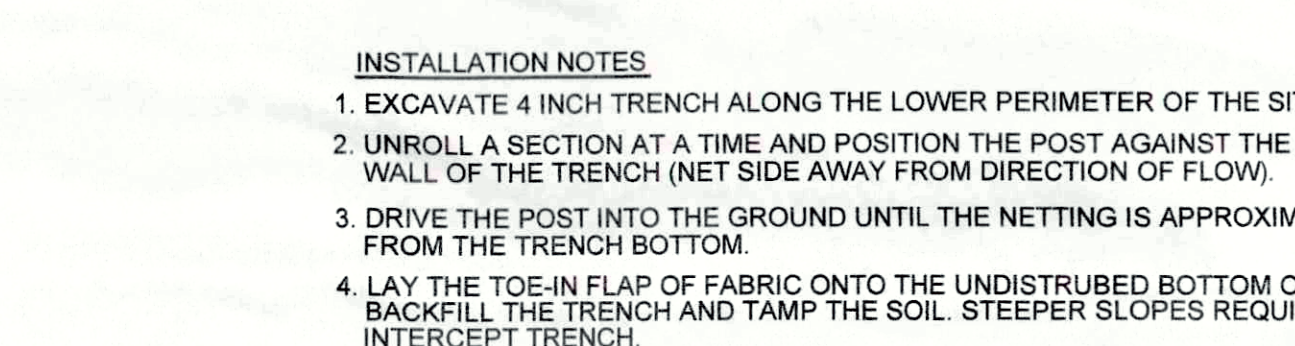 INSTALLATION NOTES
1. EXCAVATE 4 INCH TRENCH ALONG THE LOWER PERIMETER OF THE
2. UNROLL A SECTION AT A TIME AND POSITION THE POST AGAINST THE
WALL OF THE TRENCH (NET SIDE AWAY FROM DIRECTION OF FLOW).
3. DRIVE THE POST INTO THE GROUND UNTIL THE NETTING IS
FROM THE TRENCH BOTTOM.
4. LAY THE TOE-IN FLAP OF FABRIC ONTO THE UNDISTRUBED BOTTOM
BACKFILL THE TRENCH AND TAMP THE SOIL. STEEPER SLOPES
INTERCEPT TRENCH.